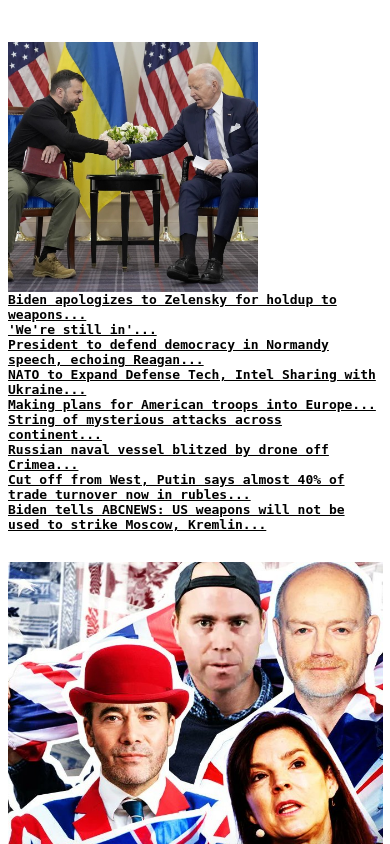 Biden apologizes to Zelensky for holdup to
weapons...
'We're still in'...
President to defend democracy in Normandy
speech, echoing Reagan...
NATO to Expand Defense Tech, Intel Sharing with
Ukraine...
Making plans for American troops into Europe...
String of mysterious attacks across
continent...
Russian naval vessel blitzed by drone off
Crimea...
Cut off from West, Putin says almost 40% of
trade turnover now in rubles...
Biden tells ABCNEWS: US weapons will not be
used to strike Moscow, Kremlin...